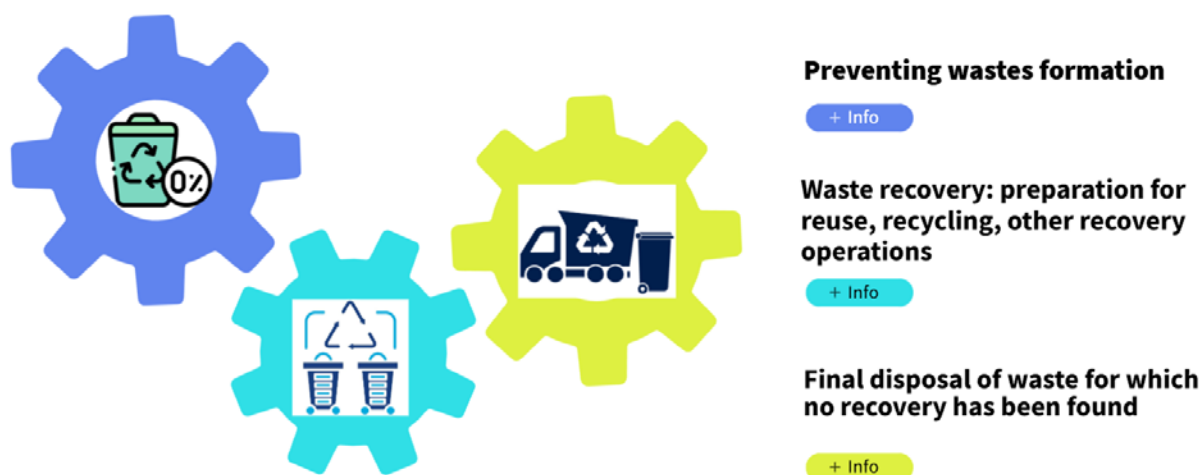 0%
Preventing wastes formation
+ Info
Waste recovery: preparation for
reuse, recycling, other recovery
operations
+ Info
Final disposal of waste for which
no recovery has been found
+ Info